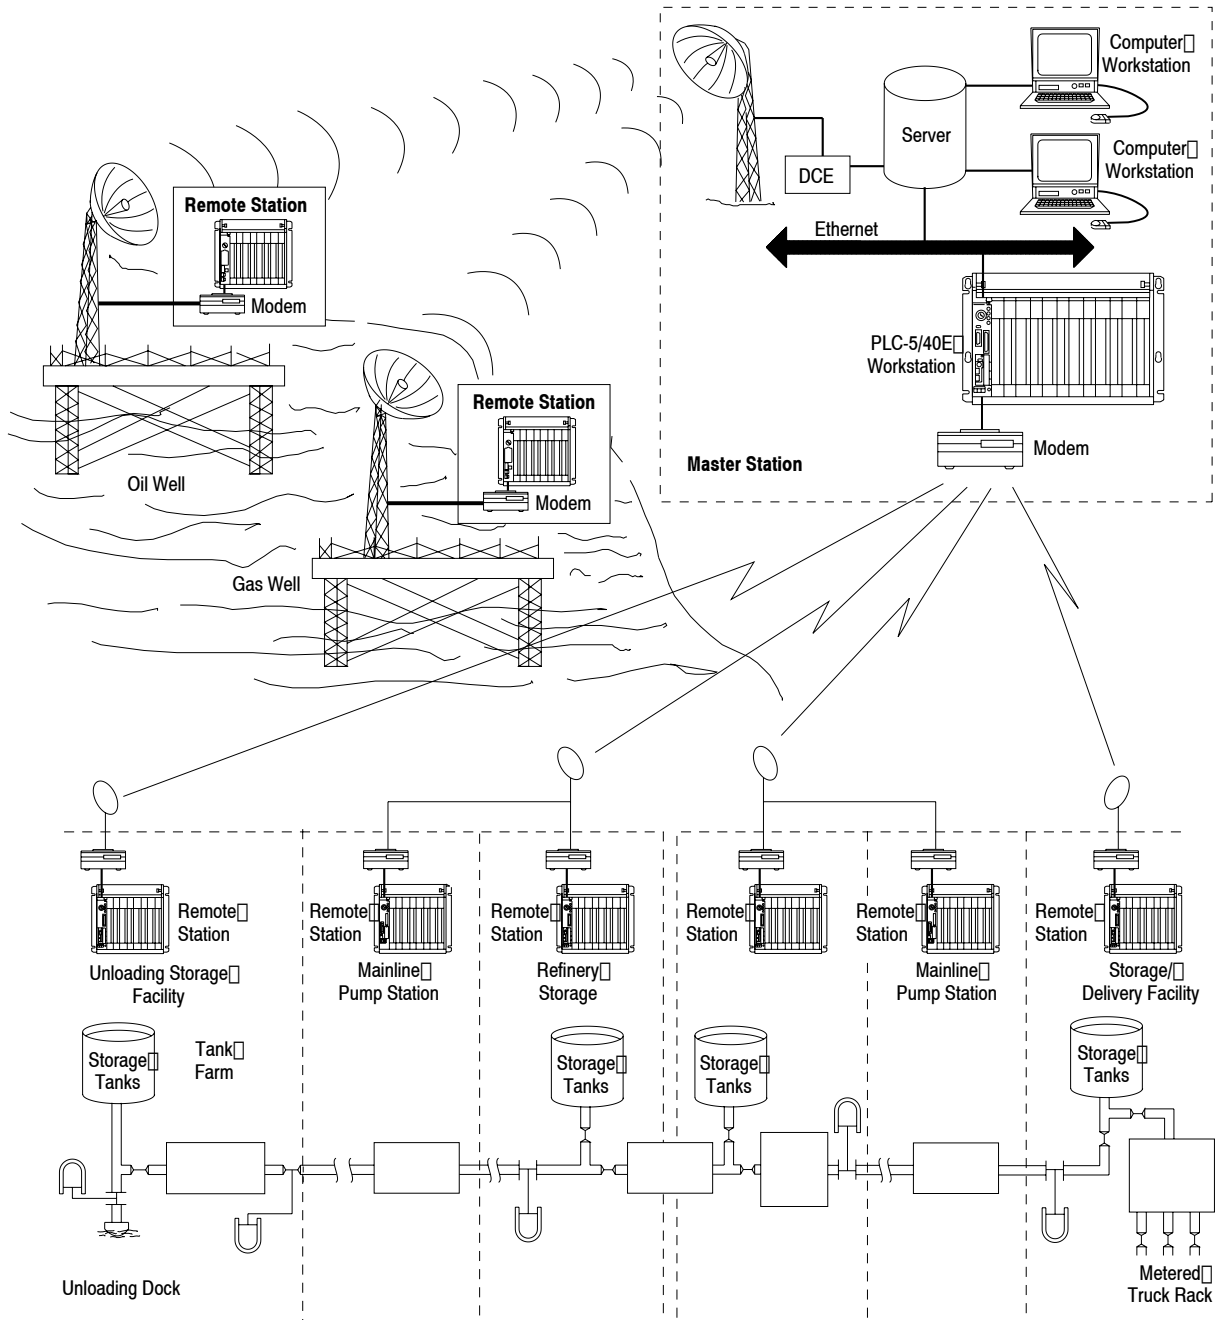 Computer
Workstation
Server
Computer
Workstation
DCE
Ethernet
Remote Station
Modem
PLC-5/40E
Workstation
Remote Station
Modem
Modem
Master Station
Oil Well
Gas Well
Remote
Station
Remote
Station
Remote
Station
Remote
Station
Remote
Station
Remote
Station
Unloading Storage
Facility
Mainline
Pump Station
Refinery
Storage
Mainline
Pump Station
Storage/
Delivery Facility
Storage
Tanks
Tank
Farm
Storage
Tanks
Storage
Tanks
Storage
Tanks
Unloading Dock
Metered
Truck Rack